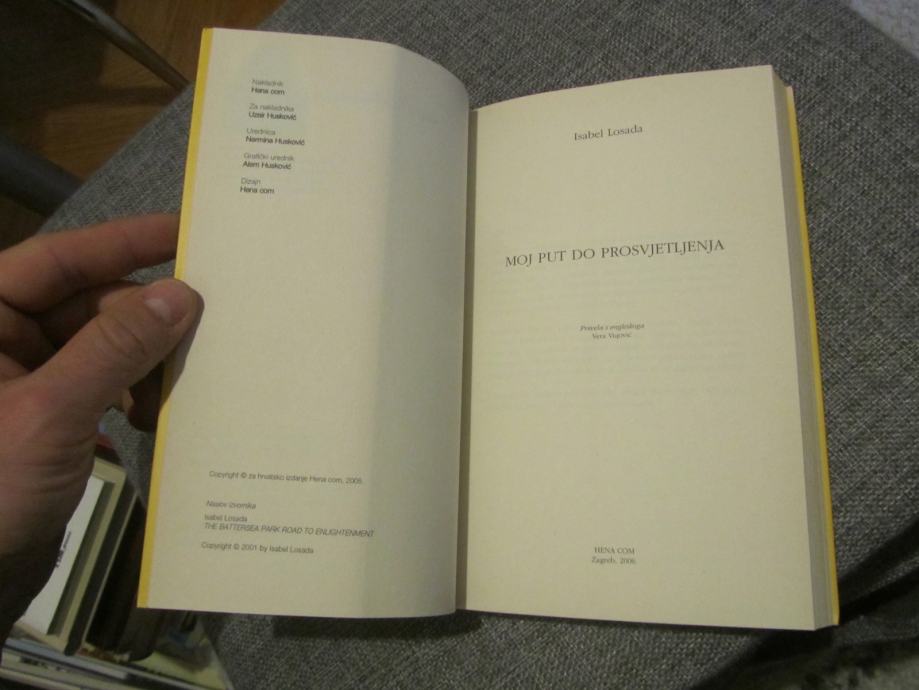 Nakladnik
Hena com
Za nakladnika
Uzeir Husković
Urednica
Nermina Husković
Grafički urednik
Alem Husković
Dizajn
Hena com
Copyright © za hrvatsko izdanje Hena com, 2006.
Naslov izvornika
Isabel Losada
THE BATTERSEA PARK ROAD TO ENLIGHTENMENT
Copyright © 2001 by Isabel Losada
Isabel Losada
MOJ PUT DO PROSVJETLJENJA
Prevela s engleskoga
Vera Vujović
HENA COM
Zagreb, 2006.